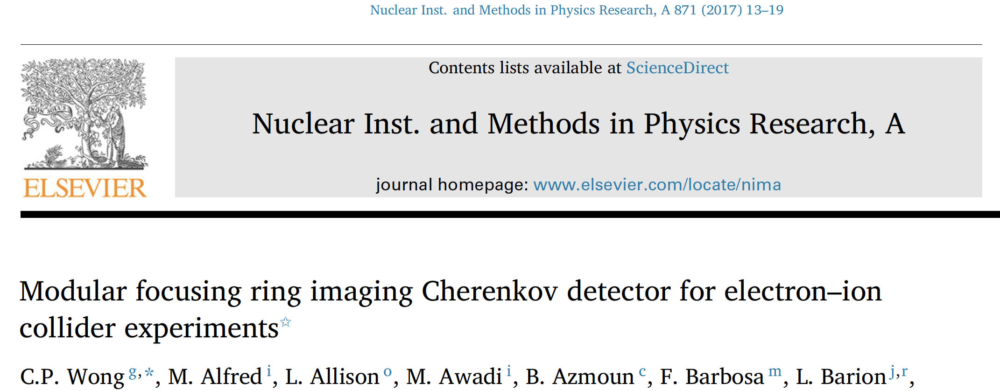 Nuclear Inst. and Methods in Physics Research, A 871 (2017) 13–19
Contents lists available at ScienceDirect
NON SOLUS
Nuclear Inst. and Methods in Physics Research, A
ELSEVIER
journal homepage: www.elsevier.com/locate/nima
Modular focusing ring imaging Cherenkov detector for electron–ion
collider experiments☆
C.P. Wong g,*, M. Alfred i, L. Allison o, M. Awadi i, B. Azmoun c, F. Barbosa m, L. Barion j,r,